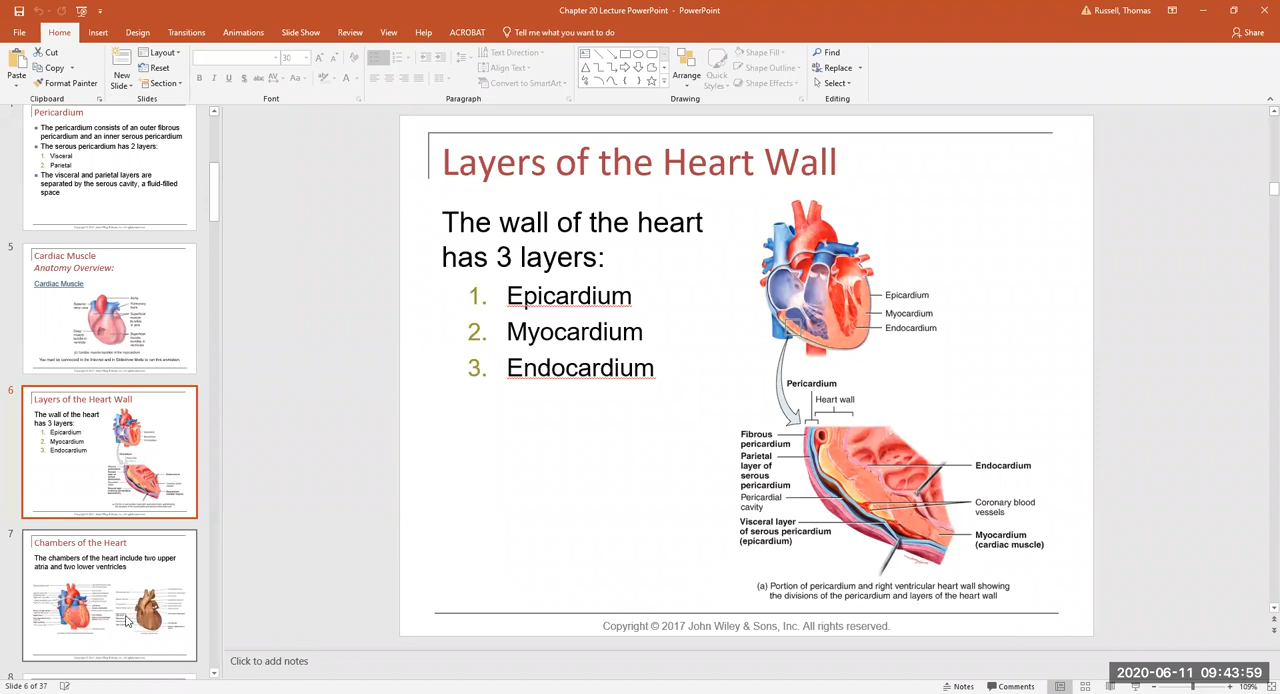 Chapter 20 Lecture PowerPoint - PowerPoint
Russell, Thomas
File Home Insert Design Transitions Animations Slide Show Review View Help ACROBAT Tell me what you want to do
Share
Paste
Cut
Copy
Format Painter
Clipboard
New
Slide
Layout
Reset
Section
Slides
30
Font
Text Direction
Align Text
Convert to SmartArt
Paragraph
Arrange
Quick
Styles
Shape Fill
Shape Outline
Shape Effects
Drawing
Find
Replace
Select
Editing
Pericardium
The pericardium consists of an outer fibrous
pericardium and an inner serous pericardium
The serous pericardium has 2 layers:
1. Visceral
2. Parietal
The visceral and parietal layers are
separated by the serous cavity, a fluid-filled
space
5
Cardiac Muscle
Anatomy Overview:
Cardiac Muscle
6
Layers of the Heart Wall
The wall of the heart
has 3 layers:
1. Epicardium
2. Myocardium
3. Endocardium
7
Chambers of the Heart
The chambers of the heart include two upper
atria and two lower ventricles
8
Layers of the Heart Wall
The wall of the heart
has 3 layers:
1. Epicardium
2. Myocardium
3. Endocardium
Epicardium
Myocardium
Endocardium
Pericardium
Heart wall
Fibrous
pericardium
Parietal
layer of
serous
pericardium
Pericardial
cavity
Visceral layer
of serous pericardium
(epicardium)
Endocardium
Coronary blood
vessels
Myocardium
(cardiac muscle)
(a) Portion of pericardium and right ventricular heart wall showing
the divisions of the pericardium and layers of the heart wall
Copyright © 2017 John Wiley & Sons, Inc. All rights reserved.
Click to add notes
2020-06-11 09:43:59
Slide 6 of 37
Notes
Comments
109%